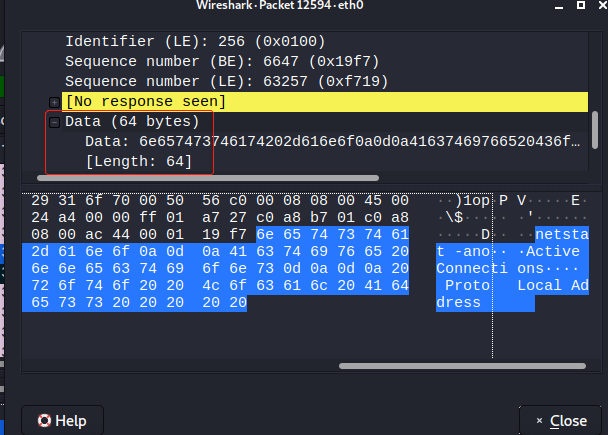 Wireshark · Packet 12594 · eth0
Identifier (LE): 256 (0x0100)
Sequence number (BE): 6647 (0x19f7)
Sequence number (LE): 63257 (0xf719)
[No response seen]
Data (64 bytes)
Data: 6e657473746174202d616e6f0a0d0a41637469766520436f…
[Length: 64]
29 31 6f 70 00 50 56 c0 00 08 08 00 45 00 ··)1op·P V·····E·
24 a4 00 00 ff 01 a7 27 c0 a8 b7 01 c0 a8 ·\$····· ·'······
08 00 ac 44 00 01 19 f7 6e 65 74 73 74 61 ·····D·· ··netsta
2d 61 6e 6f 0a 0d 0a 41 63 74 69 76 65 20 t -ano·· ·Active
6e 6e 65 63 74 69 6f 6e 73 0d 0a 0d 0a 20 Connecti ons····
72 6f 74 6f 20 20 4c 6f 63 61 6c 20 41 64 Proto Local Ad
65 73 73 20 20 20 20 20 dress
Help
× Close